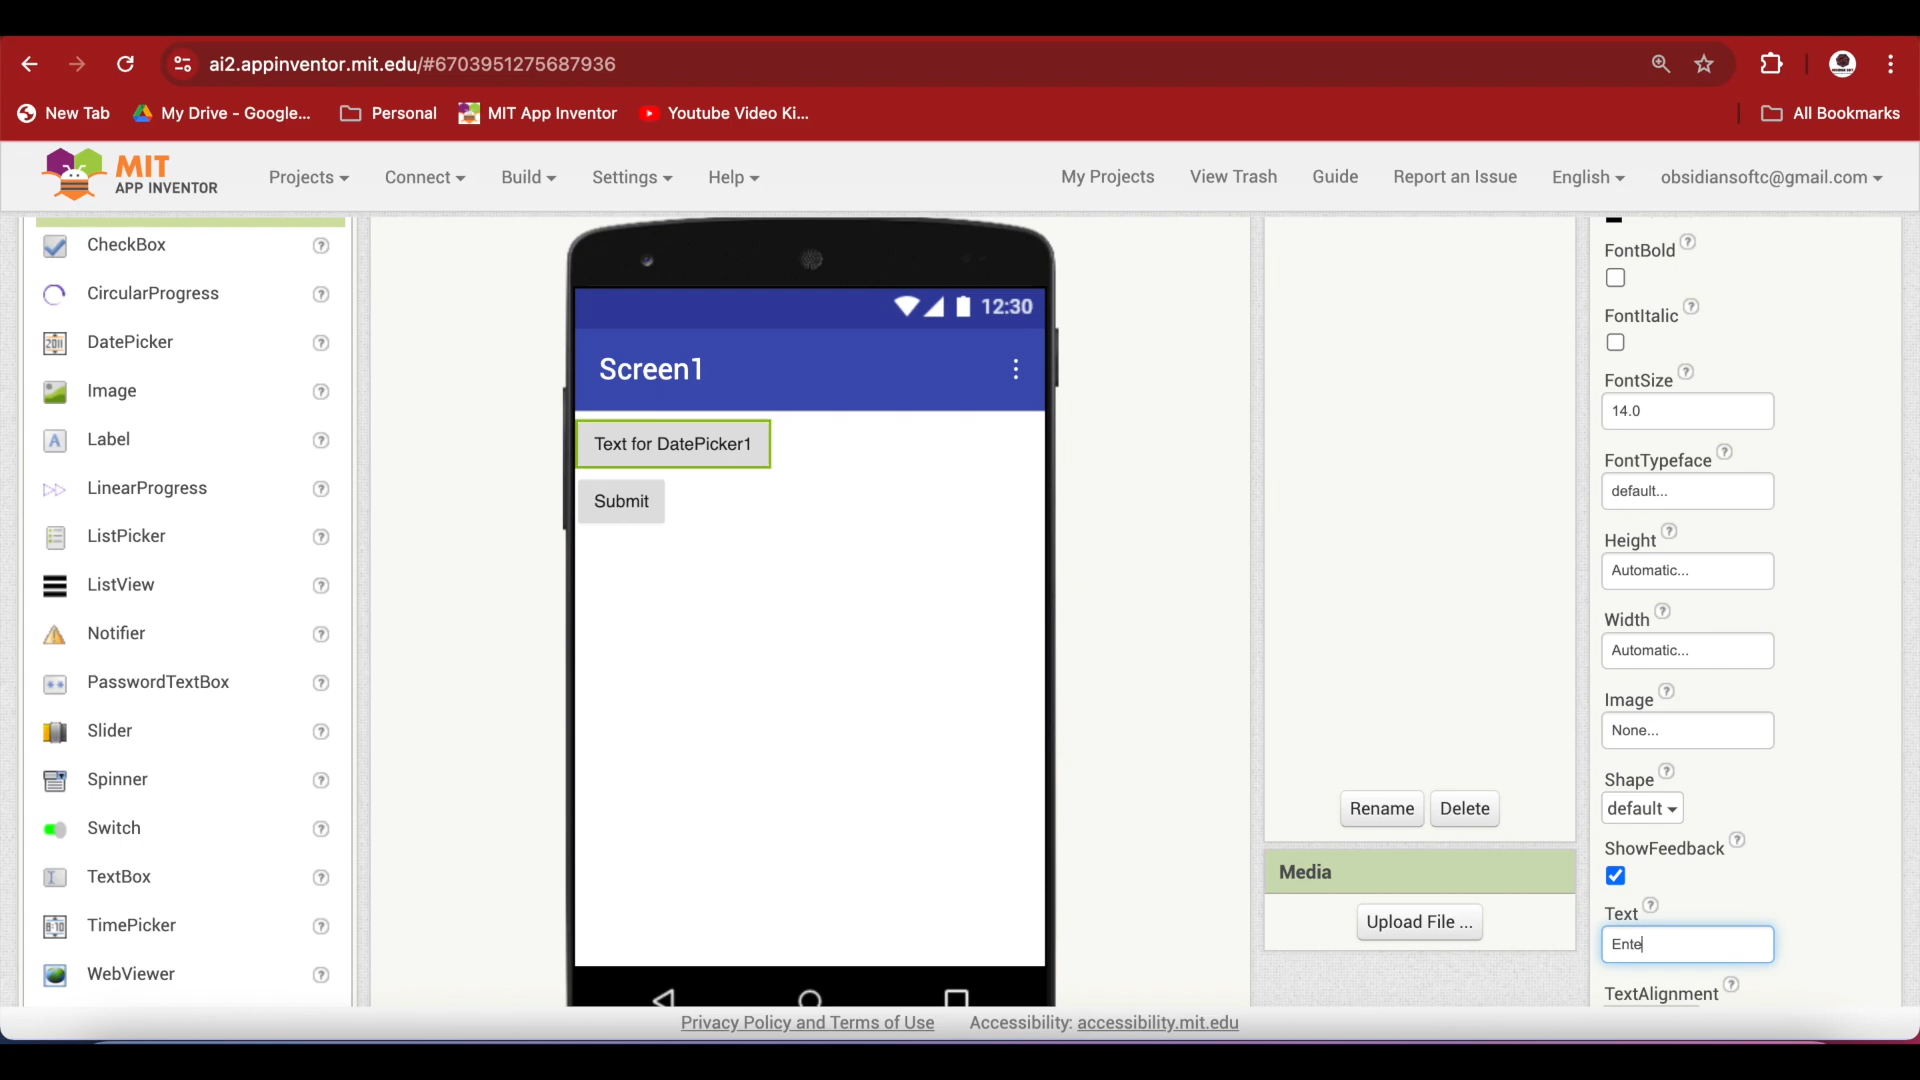 ai2.appinventor.mit.edu/#6703951275687936
New Tab
My Drive - Google...
Personal
MIT App Inventor
Youtube Video Ki...
All Bookmarks
MIT
APP INVENTOR
Projects
Connect
Build
Settings
Help
My Projects
View Trash
Guide
Report an Issue
English
obsidiansoftc@gmail.com
CheckBox ?
CircularProgress ?
DatePicker ?
Image ?
Label ?
LinearProgress ?
ListPicker ?
ListView ?
Notifier ?
PasswordTextBox ?
Slider ?
Spinner ?
Switch ?
TextBox ?
TimePicker ?
WebViewer ?
12:30
Screen1
Text for DatePicker1
Submit
Rename
Delete
Media
Upload File ...
FontBold ?
FontItalic ?
FontSize ?
14.0
FontTypeface ?
default...
Height ?
Automatic...
Width ?
Automatic...
Image ?
None...
Shape ?
default
ShowFeedback ?
Text ?
Ente
TextAlignment ?
Privacy Policy and Terms of Use
Accessibility: accessibility.mit.edu